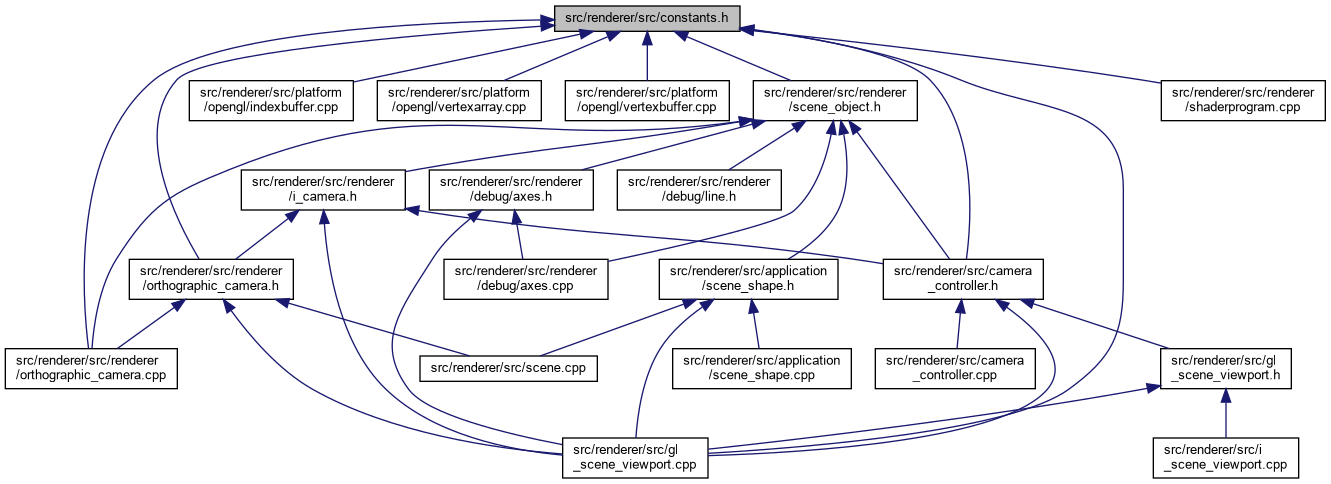 src/renderer/src/constants.h
src/renderer/src/platform
/opengl/indexbuffer.cpp
src/renderer/src/platform
/opengl/vertexarray.cpp
src/renderer/src/platform
/opengl/vertexbuffer.cpp
src/renderer/src/renderer
/scene_object.h
src/renderer/src/renderer
/shaderprogram.cpp
src/renderer/src/renderer
/i_camera.h
src/renderer/src/renderer
/debug/axes.h
src/renderer/src/renderer
/debug/line.h
src/renderer/src/renderer
/orthographic_camera.h
src/renderer/src/renderer
/debug/axes.cpp
src/renderer/src/application
/scene_shape.h
src/renderer/src/camera
_controller.h
src/renderer/src/renderer
/orthographic_camera.cpp
src/renderer/src/scene.cpp
src/renderer/src/application
/scene_shape.cpp
src/renderer/src/camera
_controller.cpp
src/renderer/src/gl
_scene_viewport.h
src/renderer/src/gl
_scene_viewport.cpp
src/renderer/src/i
_scene_viewport.cpp